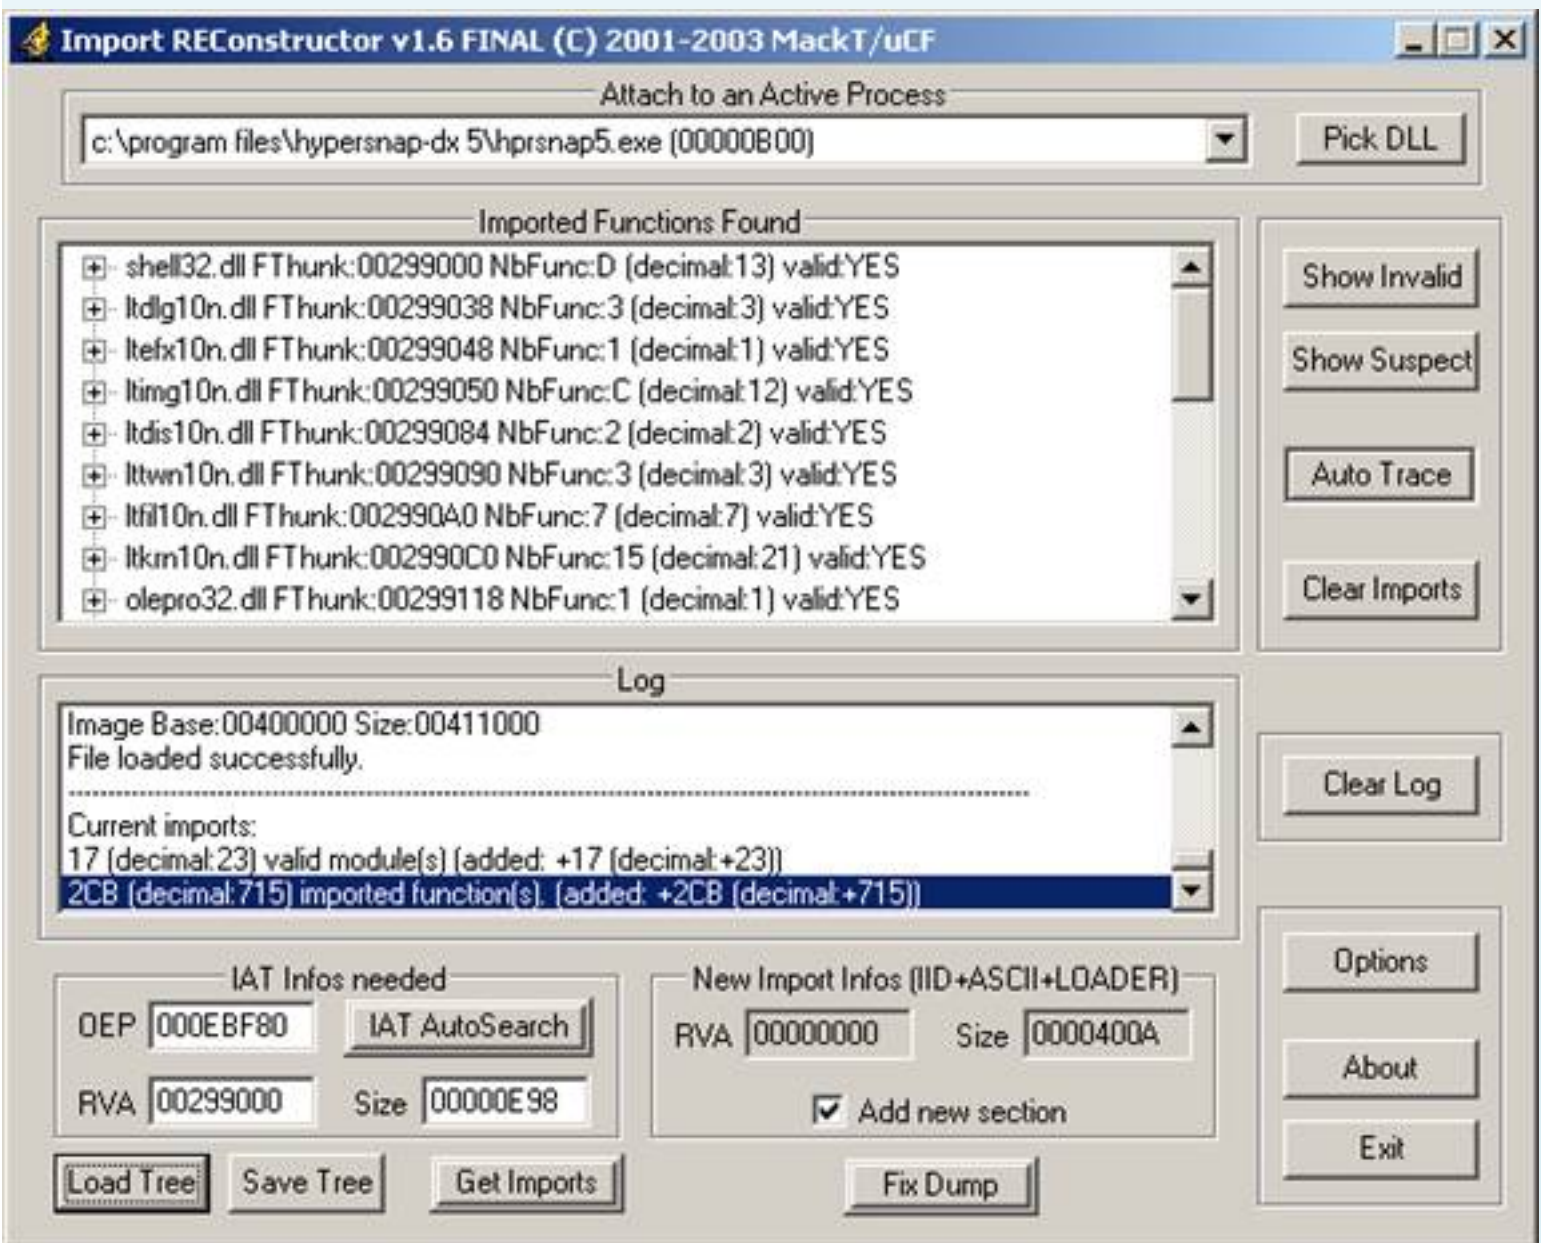 Import REConstructor v1.6 FINAL (C) 2001-2003 MackT/uCF
Attach to an Active Process
c:\program files\hypersnap-dx 5\hprsnap5.exe (00000B00)
Pick DLL
Imported Functions Found
shell32.dll FThunk:00299000 NbFunc:D (decimal:13) valid:YES
ltdlg10n.dll FThunk:00299038 NbFunc:3 (decimal:3) valid:YES
ltefx10n.dll FThunk:00299048 NbFunc:1 (decimal:1) valid:YES
ltimg10n.dll FThunk:00299050 NbFunc:C (decimal:12) valid:YES
ltdis10n.dll FThunk:00299084 NbFunc:2 (decimal:2) valid:YES
lttwn10n.dll FThunk:00299090 NbFunc:3 (decimal:3) valid:YES
ltfil10n.dll FThunk:002990A0 NbFunc:7 (decimal:7) valid:YES
ltkrn10n.dll FThunk:002990C0 NbFunc:15 (decimal:21) valid:YES
olepro32.dll FThunk:00299118 NbFunc:1 (decimal:1) valid:YES
Show Invalid
Show Suspect
Auto Trace
Clear Imports
Log
Image Base:00400000 Size:00411000
File loaded successfully.
Current imports:
17 (decimal:23) valid module(s) (added: +17 (decimal:+23))
2CB (decimal:715) imported function(s). (added: +2CB (decimal:+715))
Clear Log
IAT Infos needed
OEP 000EBF80 IAT AutoSearch
RVA 00299000 Size 00000E98
New Import Infos (IID+ASCII+LOADER)
RVA 00000000 Size 0000400A
Add new section
Options
About
Exit
Load Tree Save Tree Get Imports Fix Dump